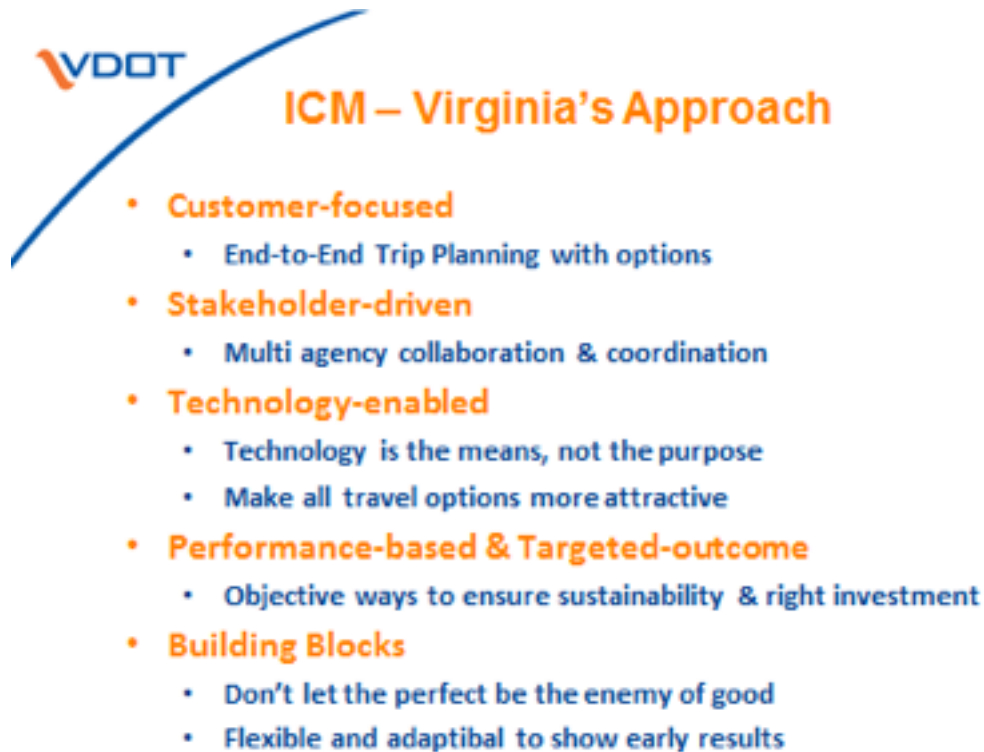 VDOT
ICM – Virginia's Approach
• Customer-focused
• End-to-End Trip Planning with options
• Stakeholder-driven
• Multi agency collaboration & coordination
• Technology-enabled
• Technology is the means, not the purpose
• Make all travel options more attractive
• Performance-based & Targeted-outcome
• Objective ways to ensure sustainability & right investment
• Building Blocks
• Don't let the perfect be the enemy of good
• Flexible and adaptibal to show early results